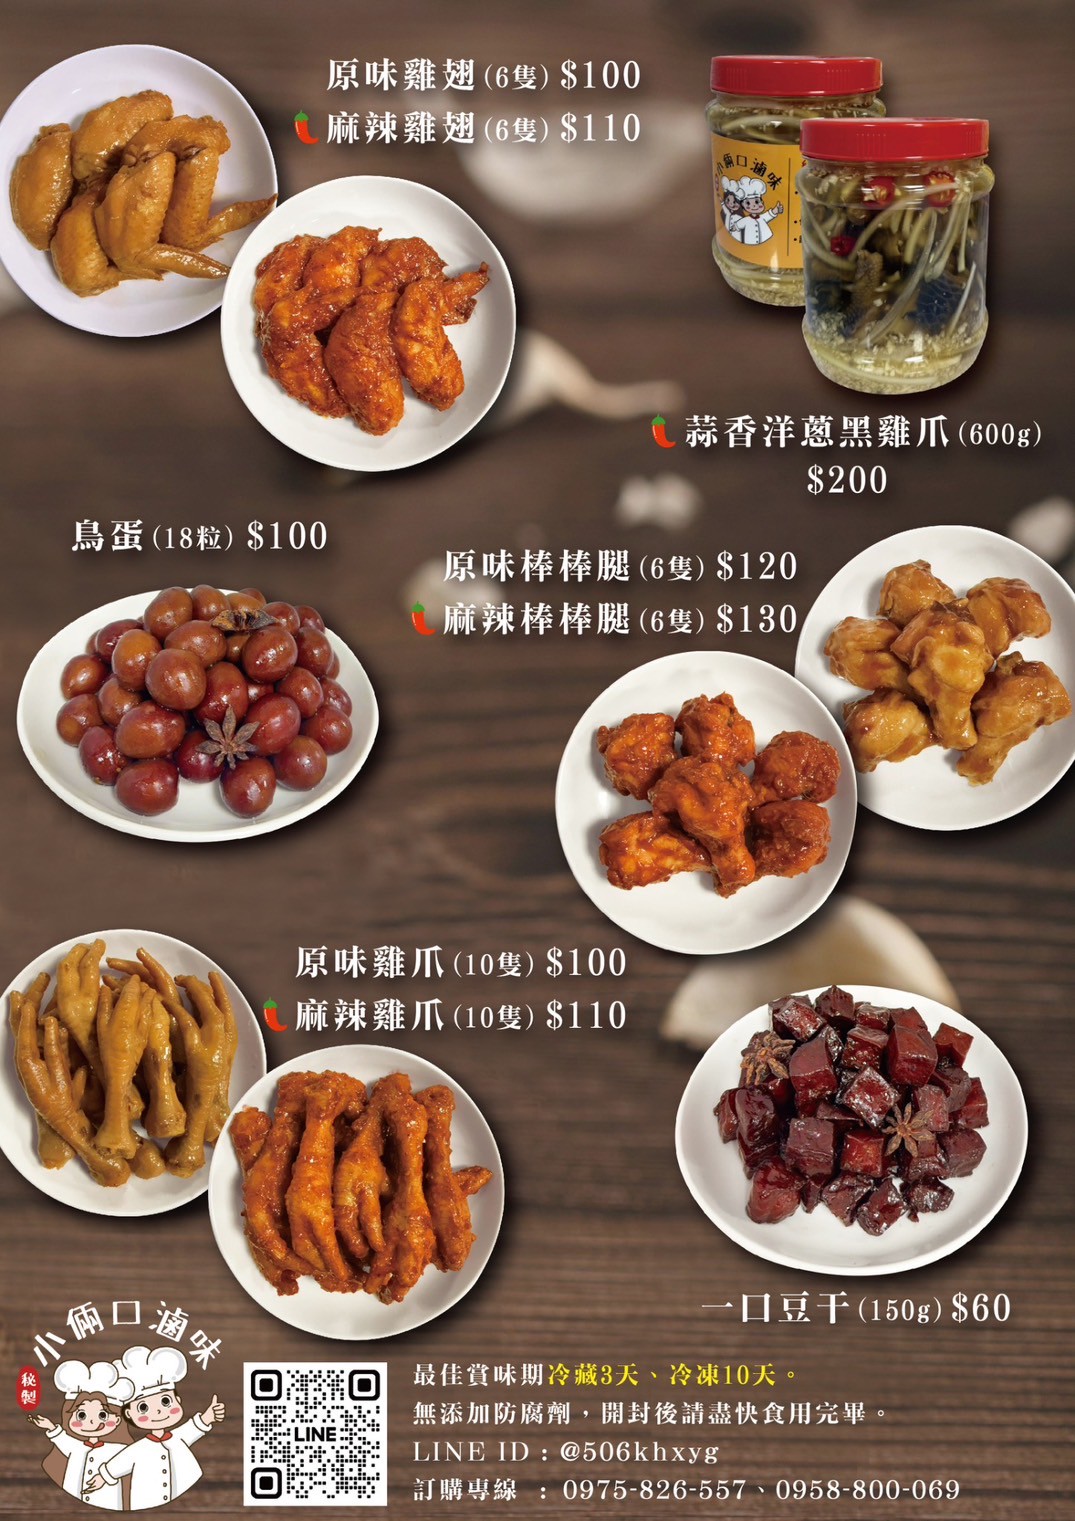 原味雞翅(6隻) $100
麻辣雞翅(6隻) $110
小倆口滷味
蒜香洋蔥黑雞爪(600g)
$200
鳥蛋(18粒) $100
原味棒棒腿(6隻) $120
麻辣棒棒腿(6隻) $130
原味雞爪(10隻) $100
麻辣雞爪(10隻) $110
一口豆干(150g) $60
小倆口滷味
秘製
LINE
最佳賞味期冷藏3天、冷凍10天。
無添加防腐劑，開封後請盡快食用完畢。
LINE ID : @506khxyg
訂購專線 : 0975-826-557、0958-800-069